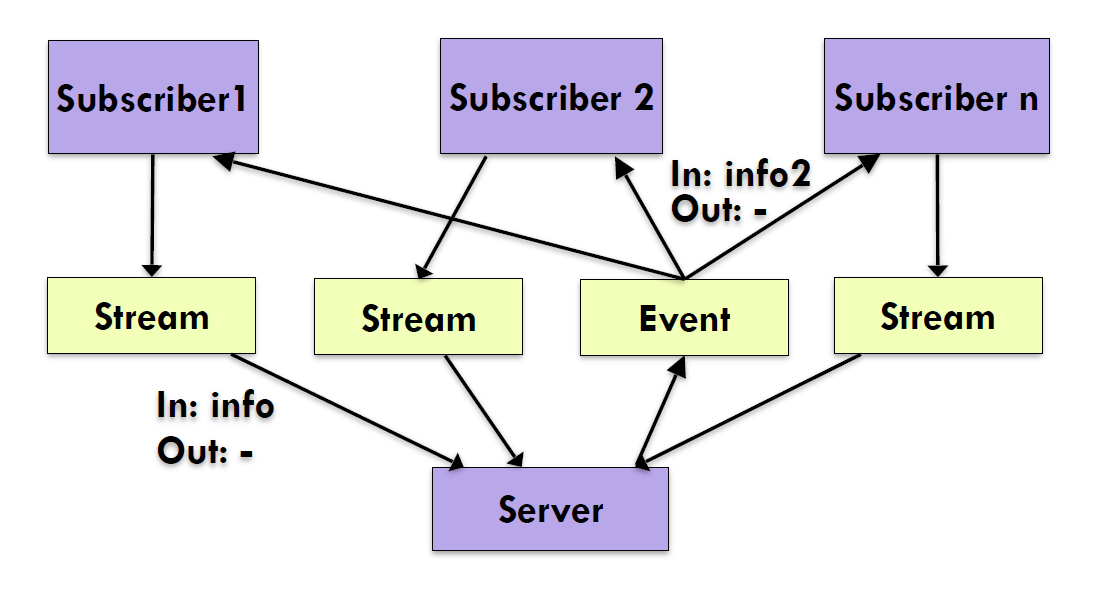 Subscriber1
Subscriber 2
Subscriber n
In: info2
Out: -
Stream
Stream
Event
Stream
In: info
Out: -
Server